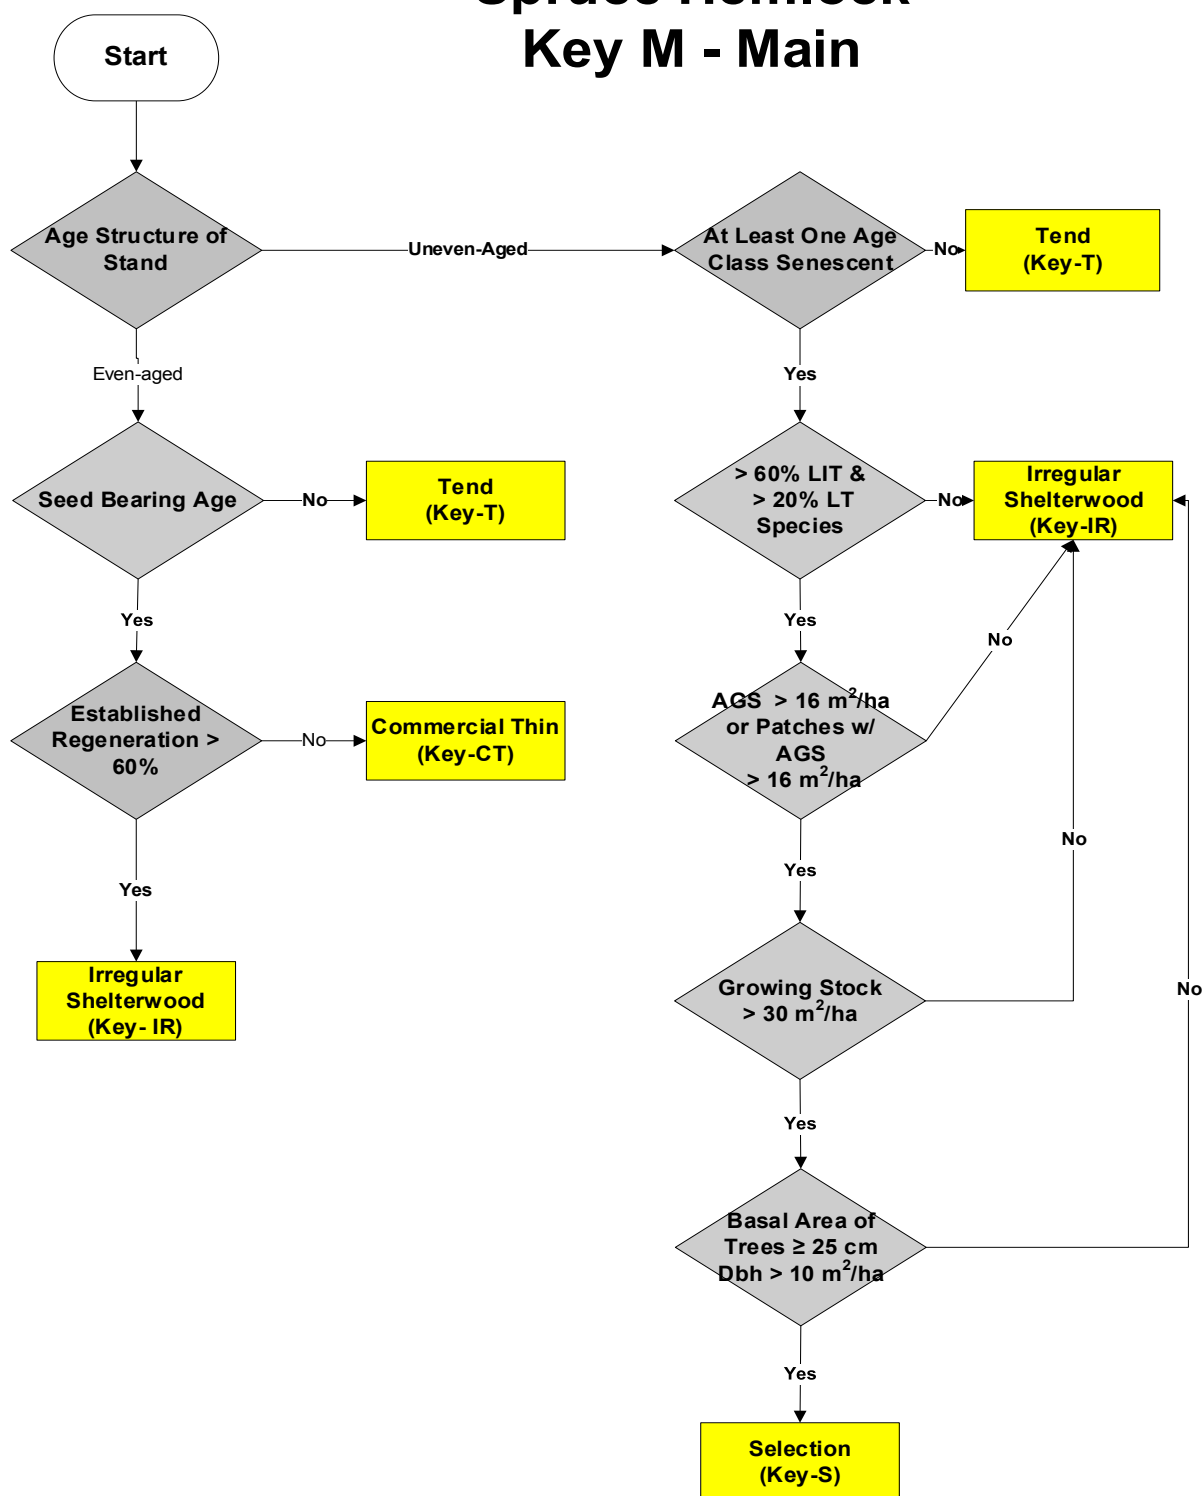 Spruce Hemlock
Key M - Main
Start
Age Structure of
Stand
Uneven-Aged
At Least One Age
Class Senescent
No
Tend
(Key-T)
Even-aged
Yes
Seed Bearing Age
No
Tend
(Key-T)
> 60% LIT &
> 20% LT
Species
No
Irregular
Shelterwood
(Key-IR)
Yes
Yes
No
Established
Regeneration >
60%
No
Commercial Thin
(Key-CT)
AGS > 16 m²/ha
or Patches w/
AGS
> 16 m²/ha
No
Yes
Yes
Irregular
Shelterwood
(Key- IR)
Growing Stock
> 30 m²/ha
No
Yes
Basal Area of
Trees ≥ 25 cm
Dbh > 10 m²/ha
Yes
Selection
(Key-S)